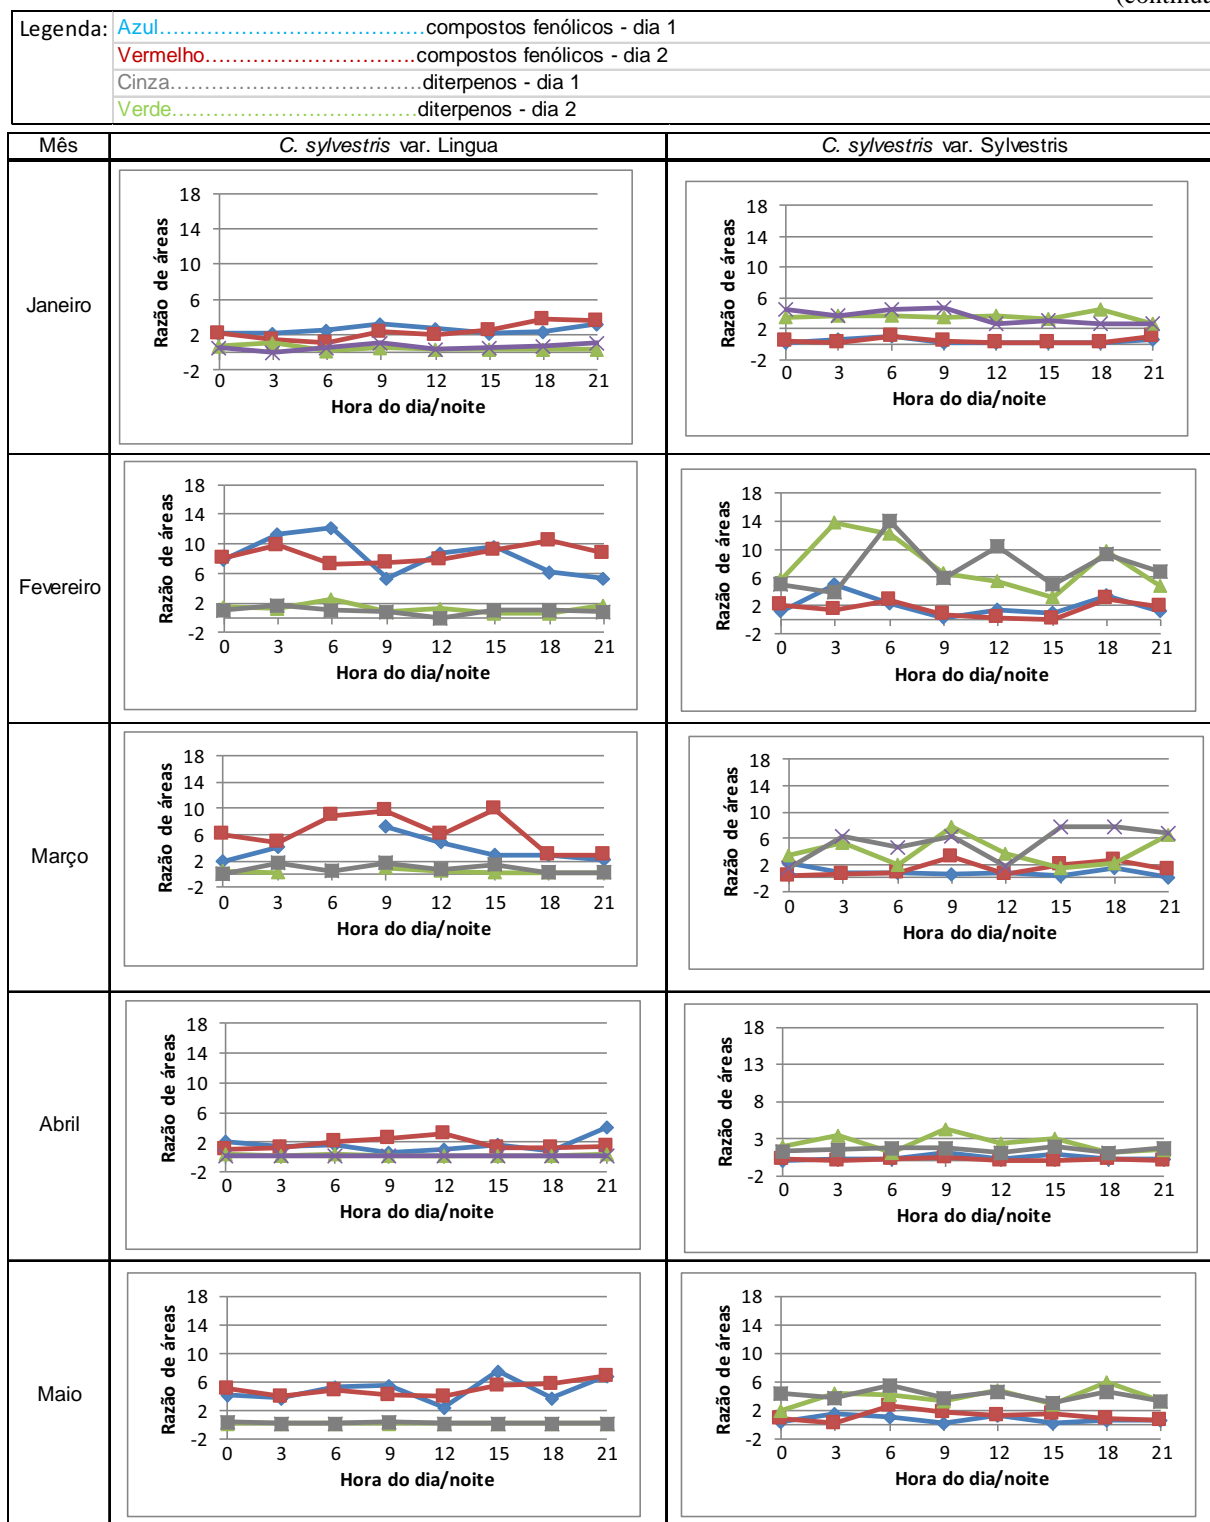 (continua
Legenda: Azul…………………………………compostos fenólicos - dia 1
Vermelho………………………….compostos fenólicos - dia 2
Cinza……………………………….diterpenos - dia 1
Verde………………………………diterpenos - dia 2
Mês C. sylvestris var. Lingua C. sylvestris var. Sylvestris
Janeiro
Razão de áreas
18
14
10
6
2
-2
0 3 6 9 12 15 18 21
Hora do dia/noite
Razão de áreas
18
14
10
6
2
-2
0 3 6 9 12 15 18 21
Hora do dia/noite
Fevereiro
Razão de áreas
18
14
10
6
2
-2
0 3 6 9 12 15 18 21
Hora do dia/noite
Razão de áreas
18
14
10
6
2
-2
0 3 6 9 12 15 18 21
Hora do dia/noite
Março
Razão de áreas
18
14
10
6
2
-2
0 3 6 9 12 15 18 21
Hora do dia/noite
Razão de áreas
18
14
10
6
2
-2
0 3 6 9 12 15 18 21
Hora do dia/noite
Abril
Razão de áreas
18
14
10
6
2
-2
0 3 6 9 12 15 18 21
Hora do dia/noite
Razão de áreas
18
13
8
3
-2
0 3 6 9 12 15 18 21
Hora do dia/noite
Maio
Razão de áreas
18
14
10
6
2
-2
0 3 6 9 12 15 18 21
Hora do dia/noite
Razão de áreas
18
14
10
6
2
-2
0 3 6 9 12 15 18 21
Hora do dia/noite